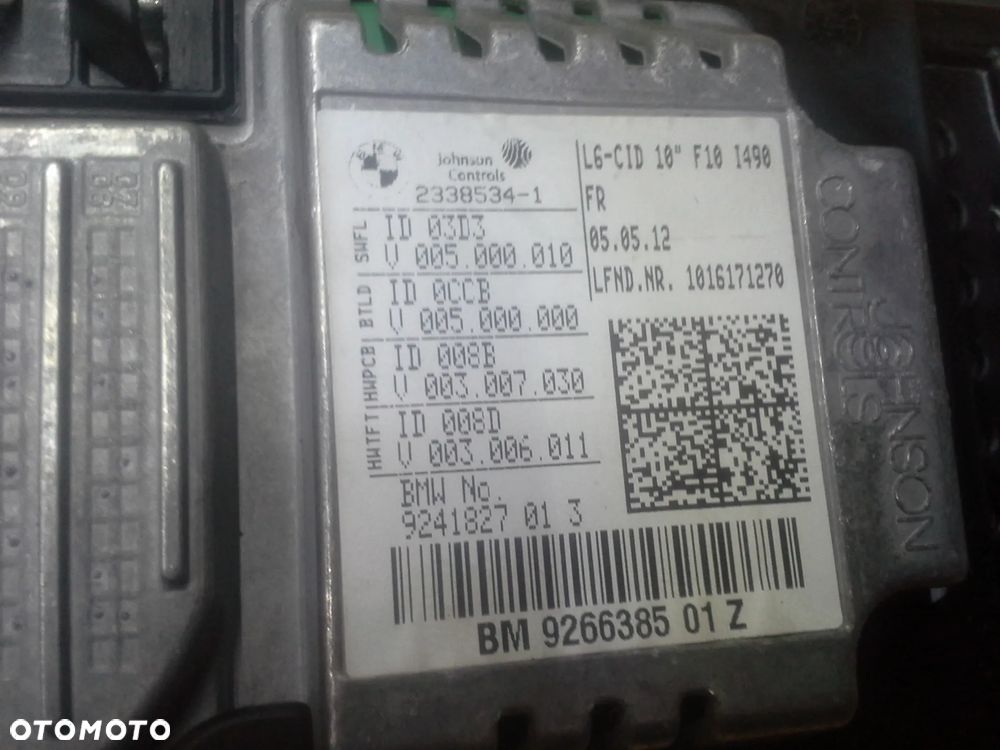 BMW
Johnson
Controls
2338534-1
SWFL
ID 03D3
V 005.000.010
BTLD
ID 0CCB
V 005.000.000
HWPCB
ID 008B
V 003.007.030
HWTFT
ID 008D
V 003.006.011
BMW No.
9241827 01 3
L6-CID 10" F10 I490
FR
05.05.12
LFND.NR. 1016171270
BM 9266385 01 Z
JOHNSON
CONTROLS
OTOMOTO